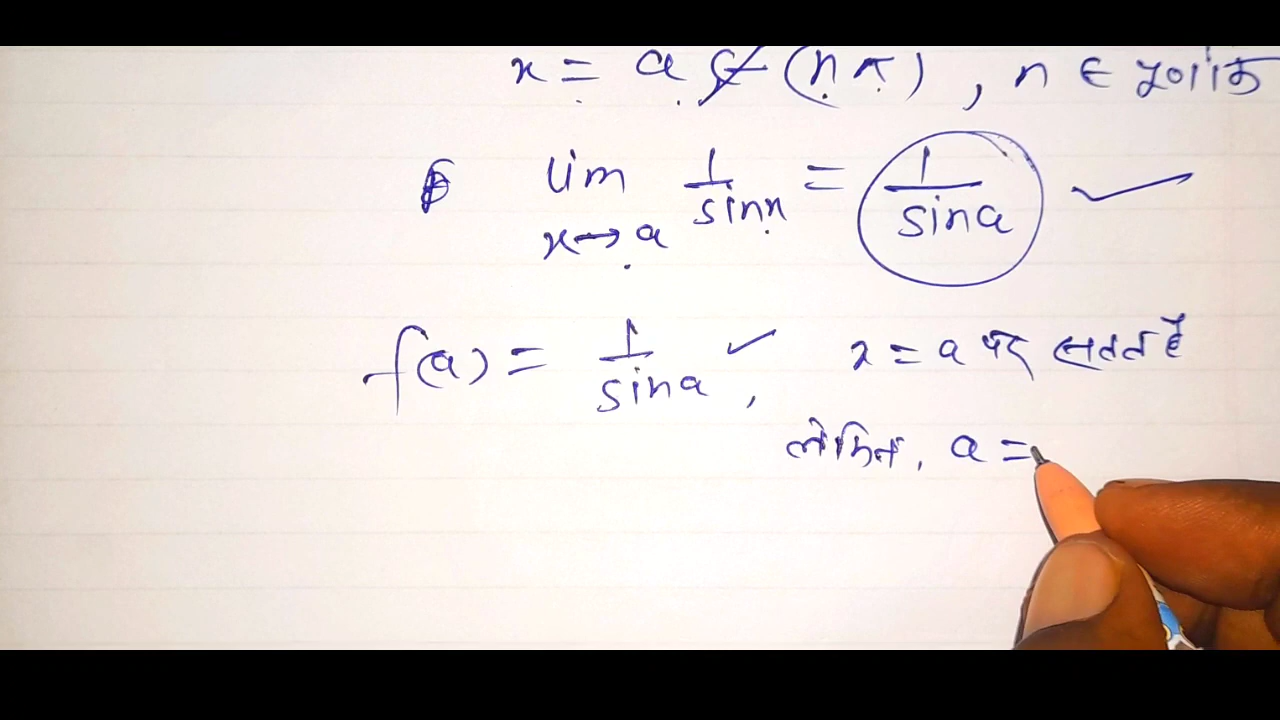 x = a ∉ (nπ), n ∈ पूर्णांक
lim x→a 1/sinx = 1/sina ✓
f(a) = 1/sina ✓, x = a पर सतत है
लेकिन, a =